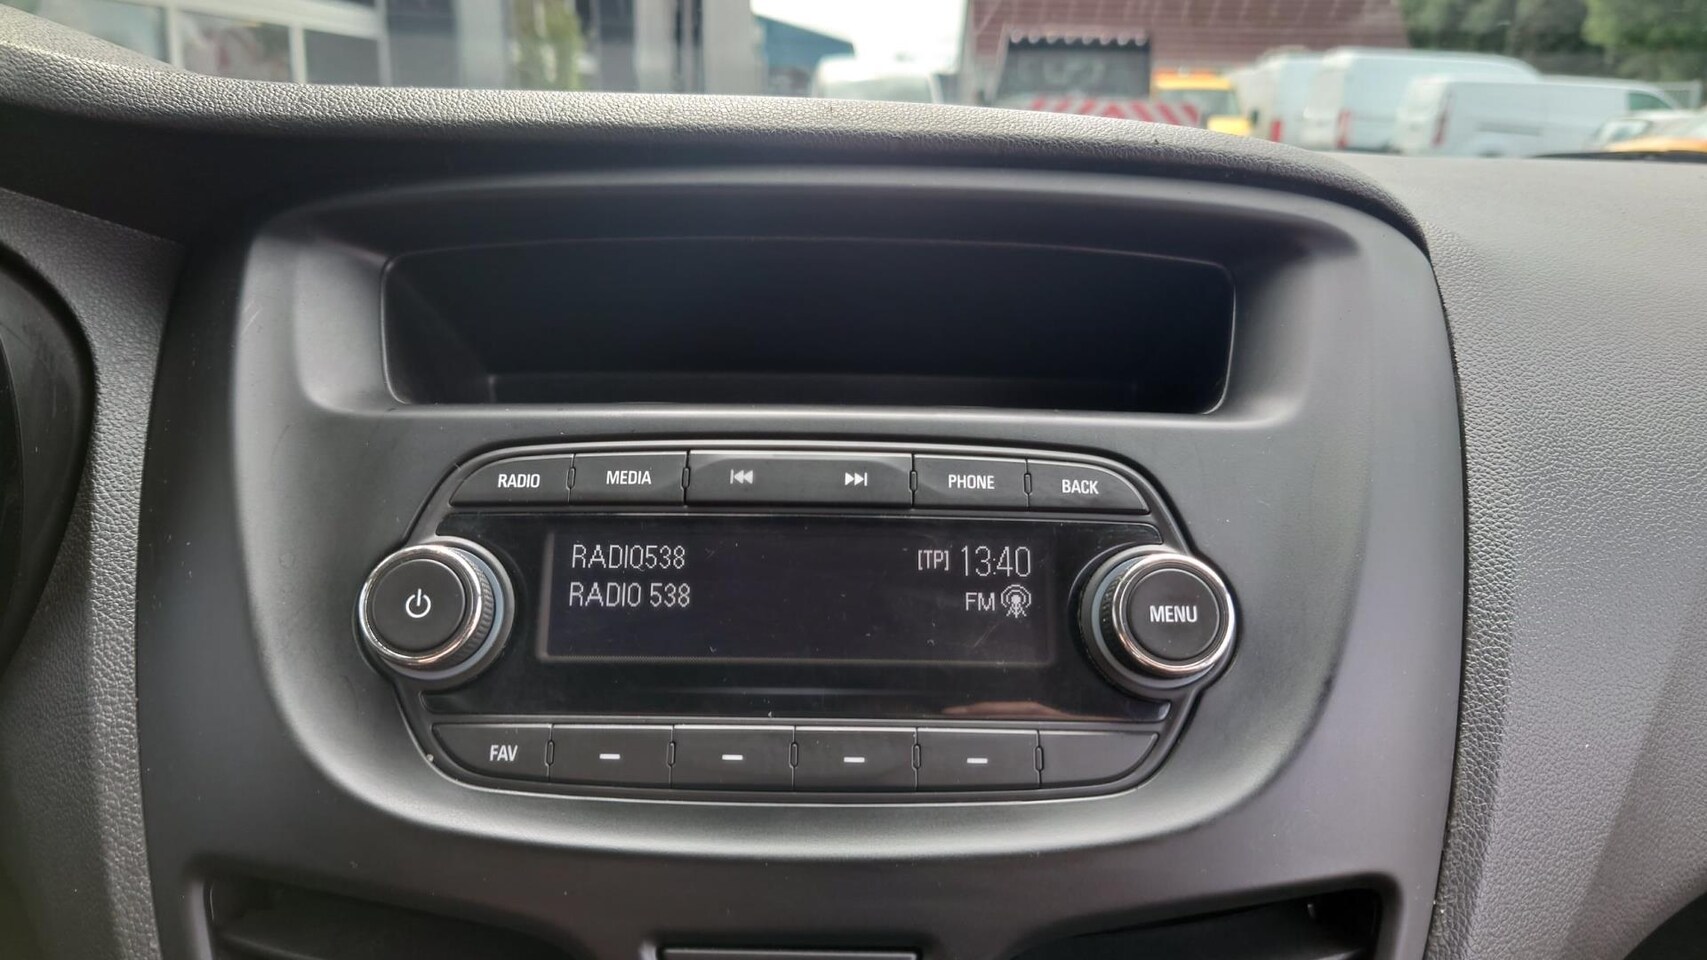 RADIO MEDIA PHONE BACK
RADIO538 [TP] 13:40
RADIO 538 FM
MENU
FAV